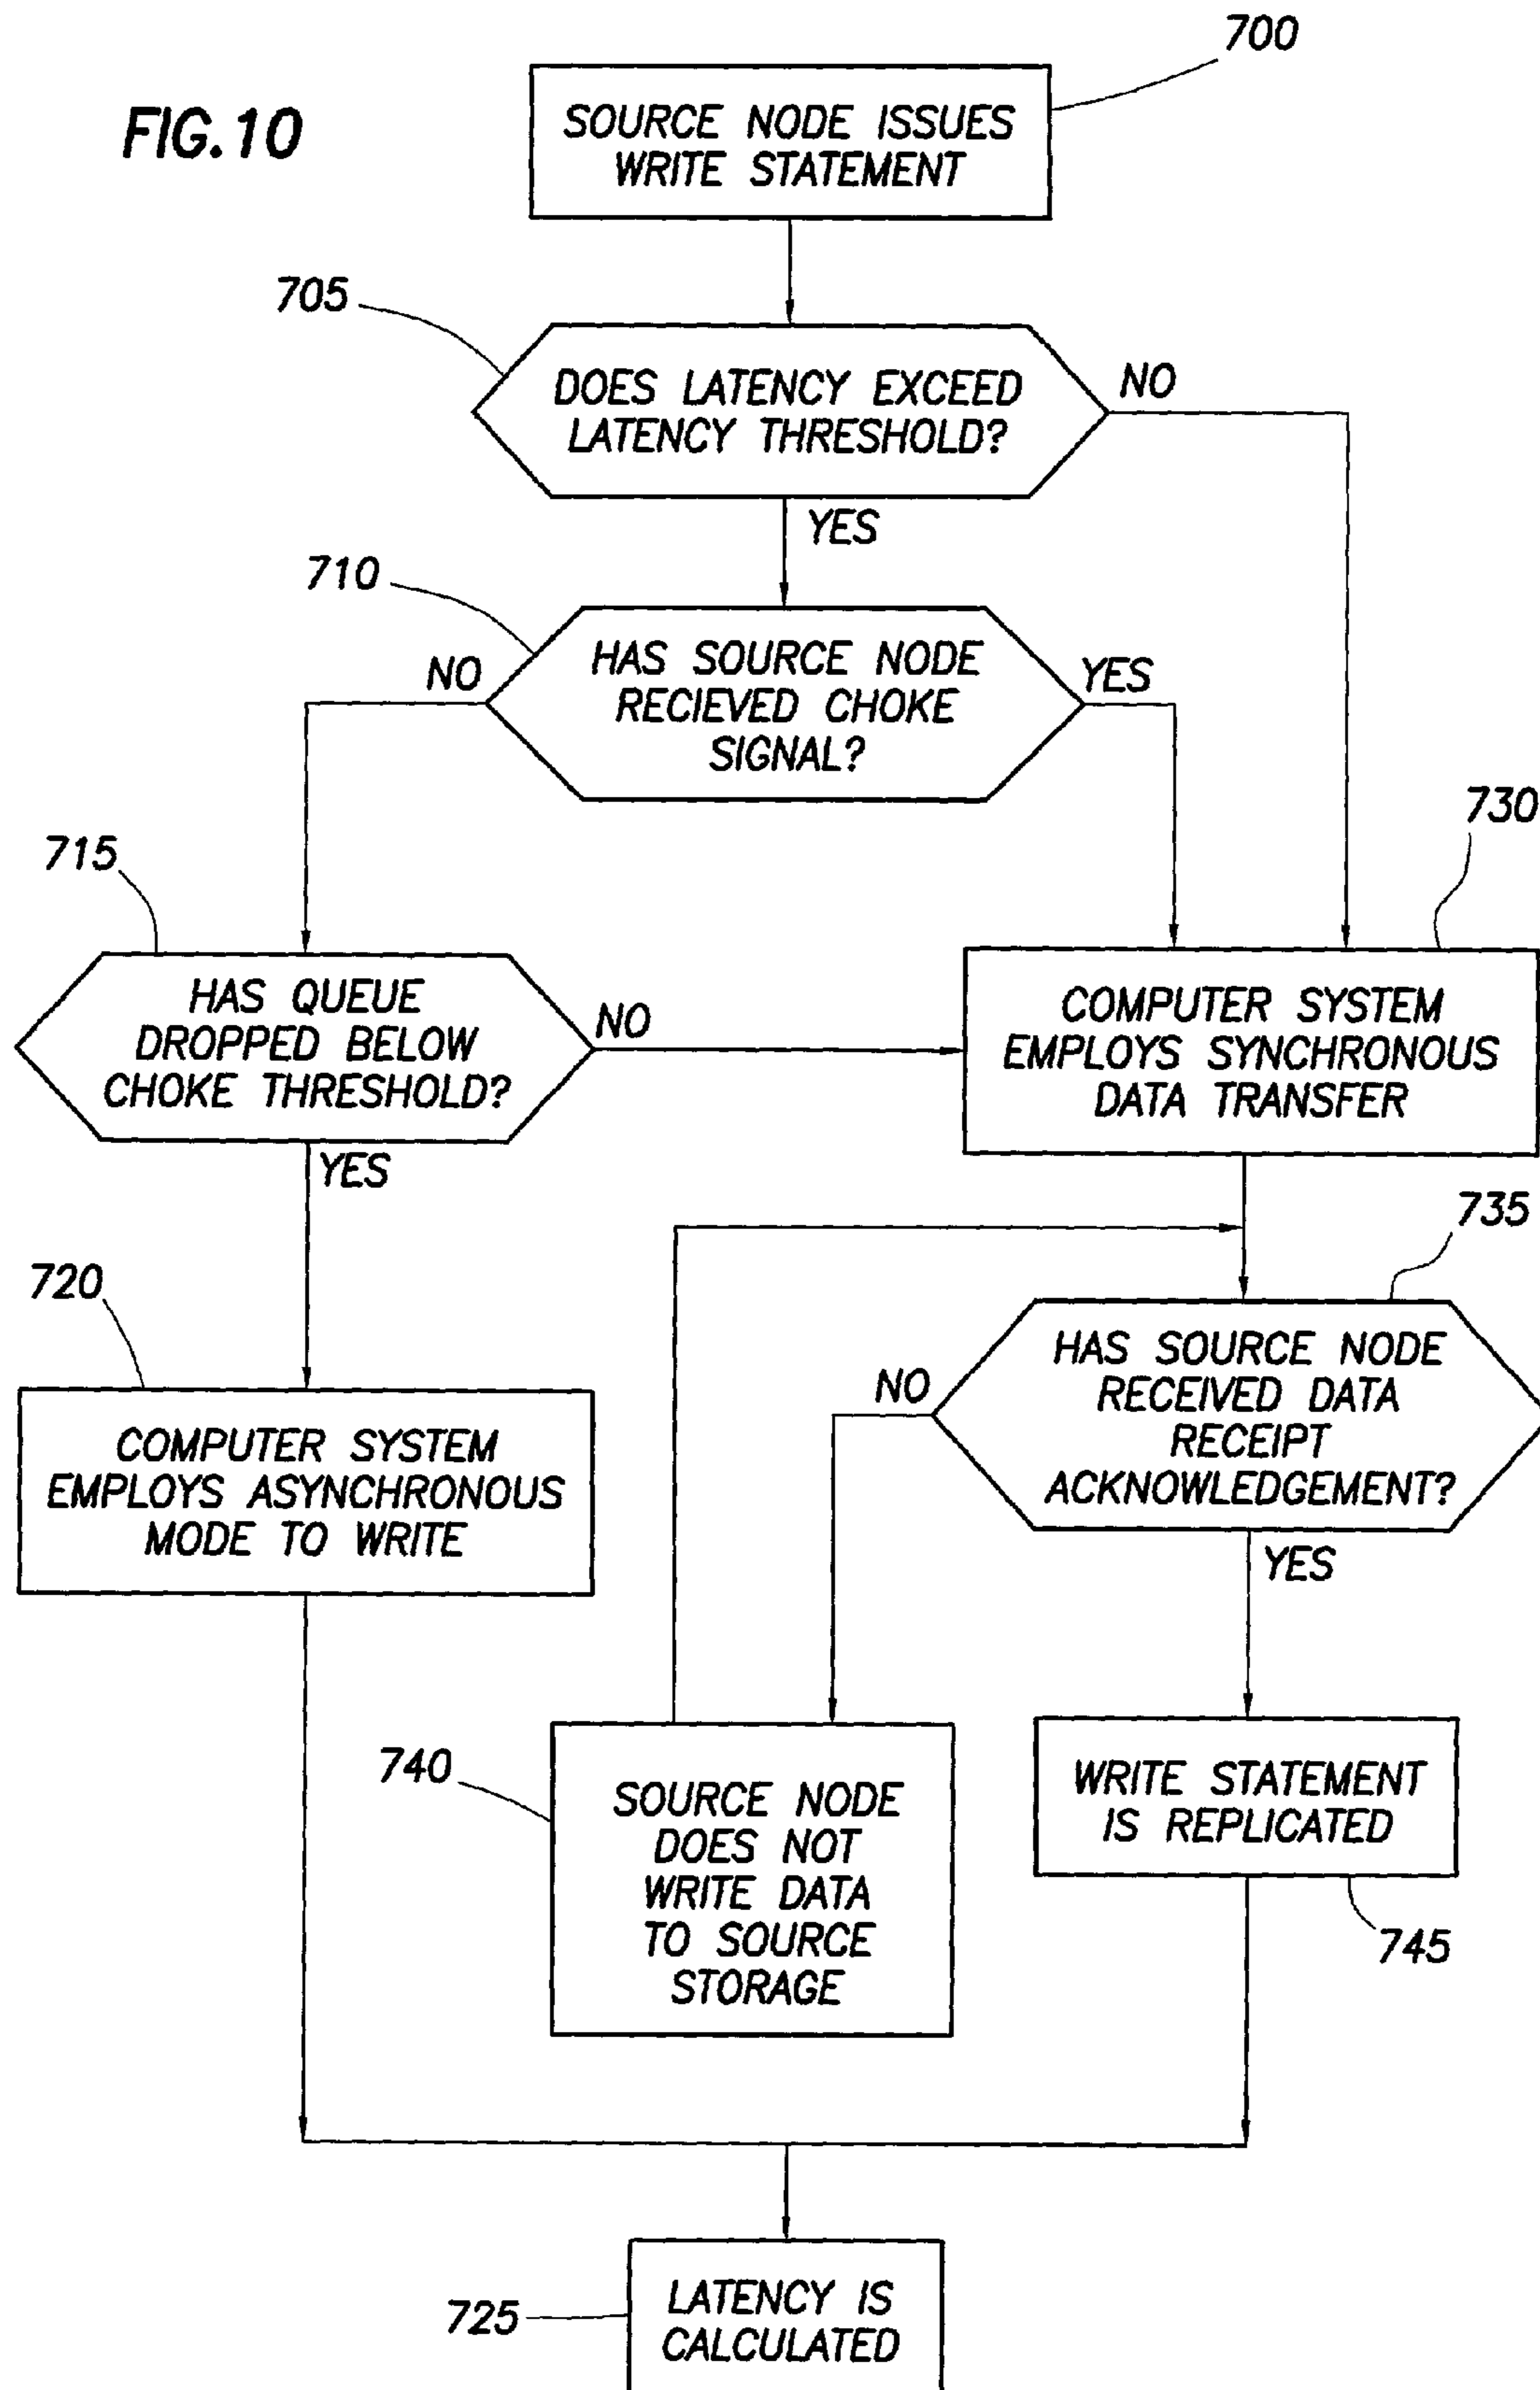 FIG.10
700
SOURCE NODE ISSUES
WRITE STATEMENT
705
DOES LATENCY EXCEED
LATENCY THRESHOLD?
NO
YES
710
HAS SOURCE NODE
RECIEVED CHOKE
SIGNAL?
NO
YES
715
HAS QUEUE
DROPPED BELOW
CHOKE THRESHOLD?
NO
YES
730
COMPUTER SYSTEM
EMPLOYS SYNCHRONOUS
DATA TRANSFER
735
HAS SOURCE NODE
RECEIVED DATA
RECEIPT
ACKNOWLEDGEMENT?
NO
YES
720
COMPUTER SYSTEM
EMPLOYS ASYNCHRONOUS
MODE TO WRITE
740
SOURCE NODE
DOES NOT
WRITE DATA
TO SOURCE
STORAGE
WRITE STATEMENT
IS REPLICATED
745
725
LATENCY IS
CALCULATED